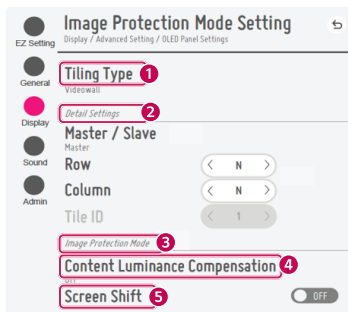 Image Protection Mode Setting
Display / Advanced Setting / OLED Panel Settings
EZ Setting
General
Display
Sound
Admin
Tiling Type 1
Videowall
Detail Settings 2
Master / Slave
Master
Row < N >
Column < N >
Tile ID < 1 >
Image Protection Mode 3
Content Luminance Compensation 4
Off
Screen Shift 5 OFF